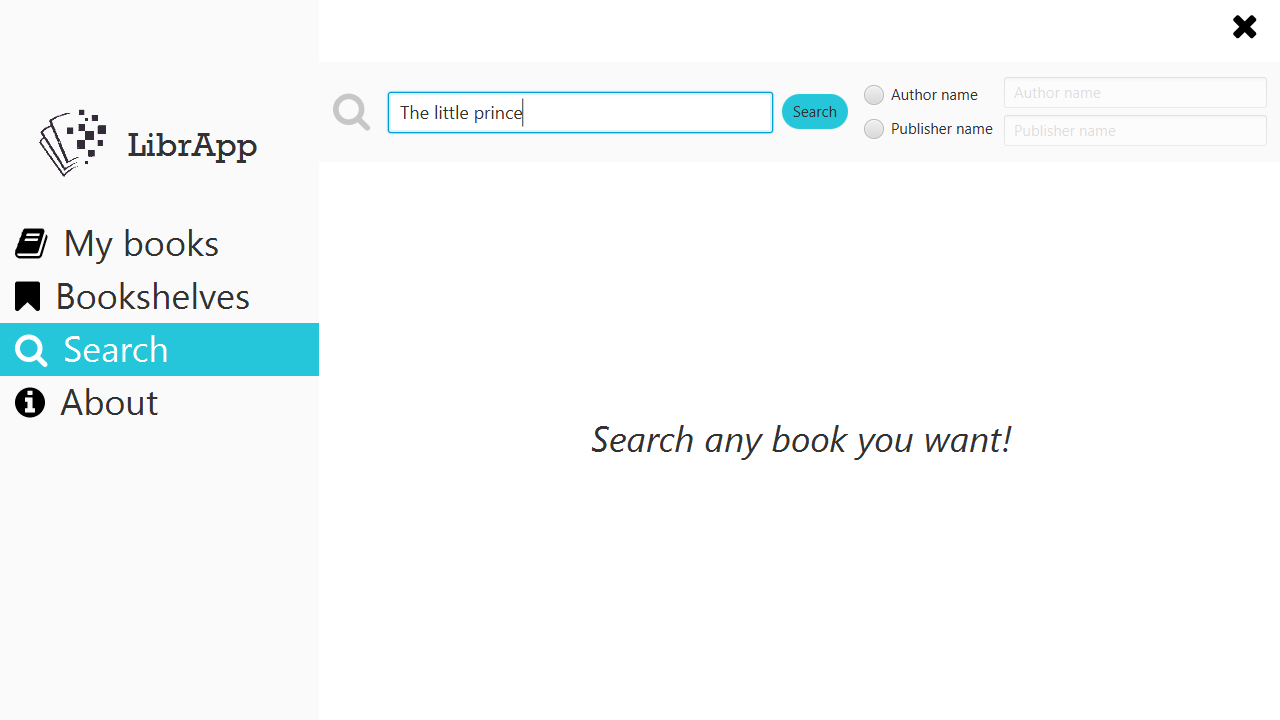 LibrApp
My books
Bookshelves
Search
About
The little prince
Search
Author name
Author name
Publisher name
Publisher name
Search any book you want!